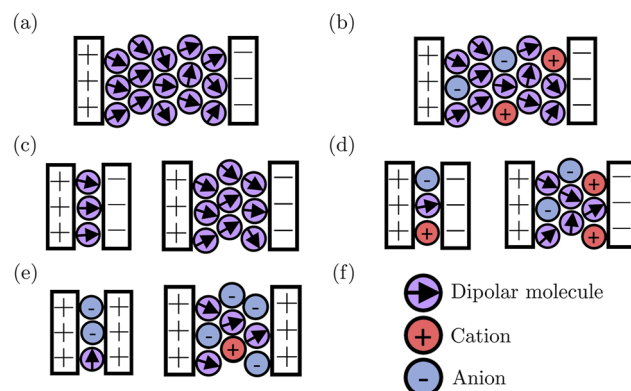 (a)
(b)
(c)
(d)
(e)
(f)
Dipolar molecule
Cation
Anion